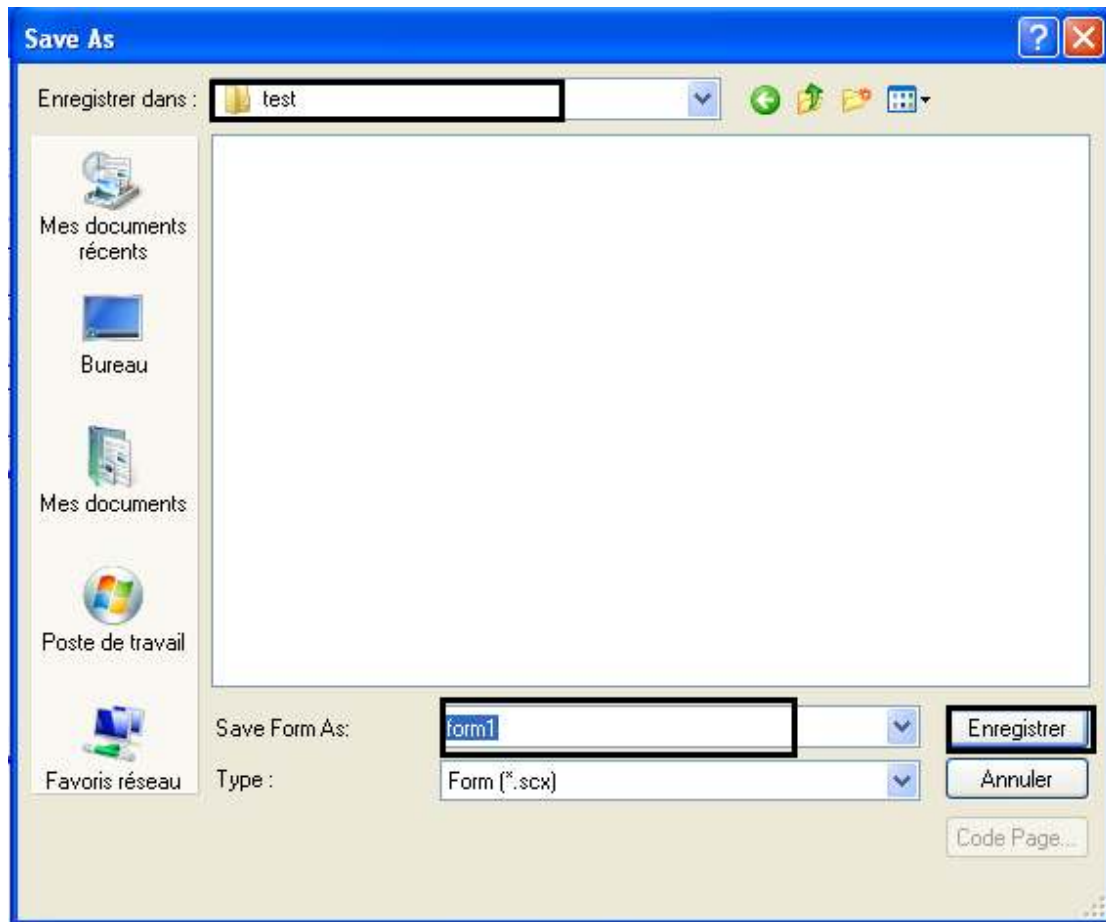 Save As
Enregistrer dans :
test
Mes documents
récents
Bureau
Mes documents
Poste de travail
Favoris réseau
Save Form As:
form1
Enregistrer
Type :
Form (*.scx)
Annuler
Code Page...